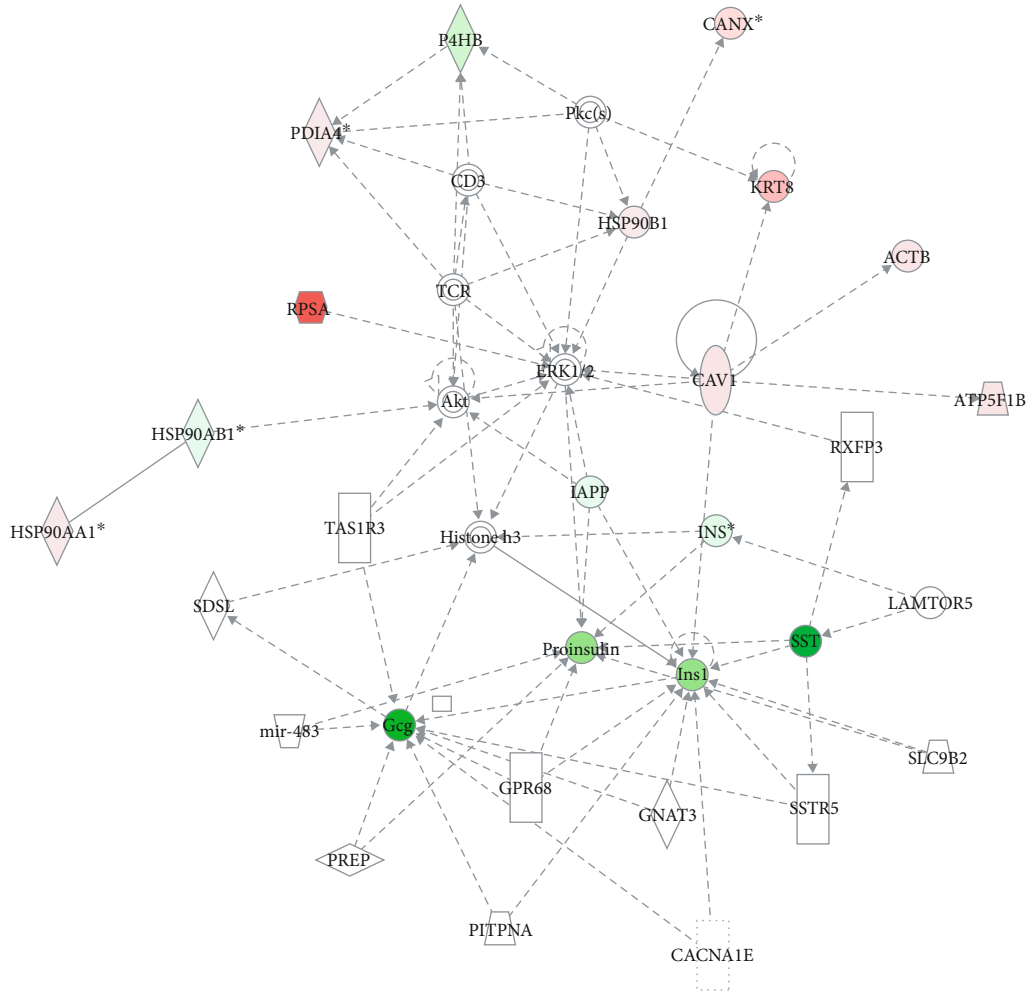 P4HB
CANX*
PDIA4*
Pkc(s)
CD3
KRT8
HSP90B1
ACTB
TCR
RPSA
ERK1/2
CAV1
Akt
ATP5F1B
HSP90AB1*
RXFP3
IAPP
HSP90AA1*
TAS1R3
Histone h3
INS*
SDSL
LAMTOR5
Proinsulin
SST
Ins1
mir-483
Gcg
SLC9B2
GPR68
GNAT3
SSTR5
PREP
PITPNA
CACNA1E